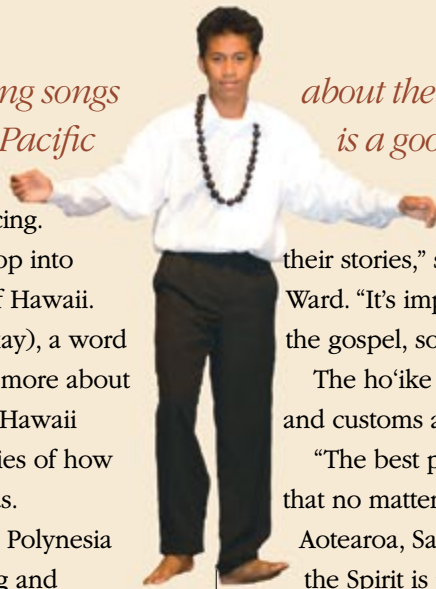 ng songs about the
Pacific is a goo
cing.
op into
f Hawaii.
ay), a word
more about
Hawaii
ies of how
s.
Polynesia
g and
their stories,” s
Ward. “It’s imp
the gospel, so
The ho‘ike
and customs a
“The best p
that no matter
Aotearoa, Sa
the Spirit is